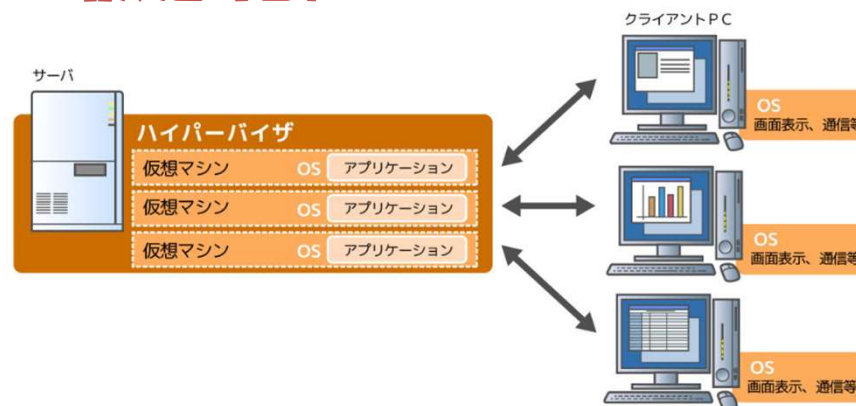 クライアントPC
サーバ
ハイパーバイザ
仮想マシン OS アプリケーション
仮想マシン OS アプリケーション
仮想マシン OS アプリケーション
OS
画面表示、通信等
OS
画面表示、通信等
OS
画面表示、通信等